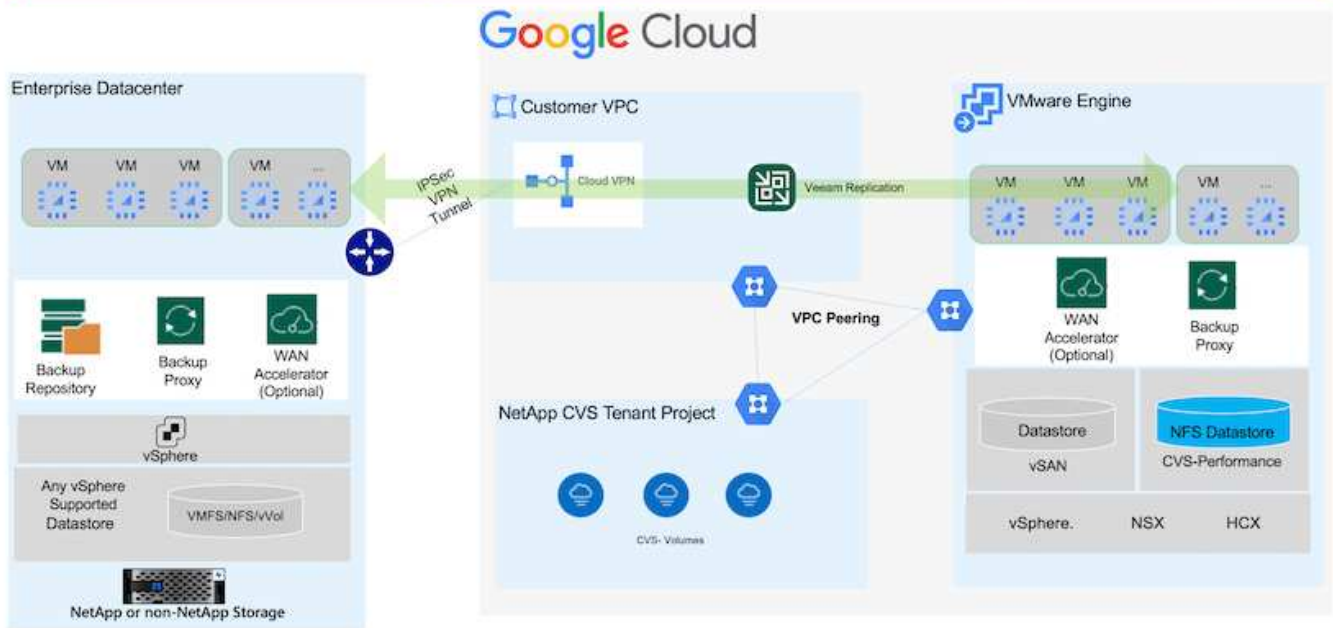 Google Cloud
Enterprise Datacenter
VM
VM
VM
VM
...
IPSec
VPN
Tunnel
Backup
Repository
Backup
Proxy
WAN
Accelerator
(Optional)
vSphere
Any vSphere
Supported
Datastore
VMFS/NFS/vVol
NetApp or non-NetApp Storage
Customer VPC
Cloud VPN
Veeam Replication
VPC Peering
NetApp CVS Tenant Project
CVS- Volumes
VMware Engine
VM
VM
VM
VM
...
WAN
Accelerator
(Optional)
Backup
Proxy
Datastore
vSAN
NFS Datastore
CVS-Performance
vSphere. NSX HCX